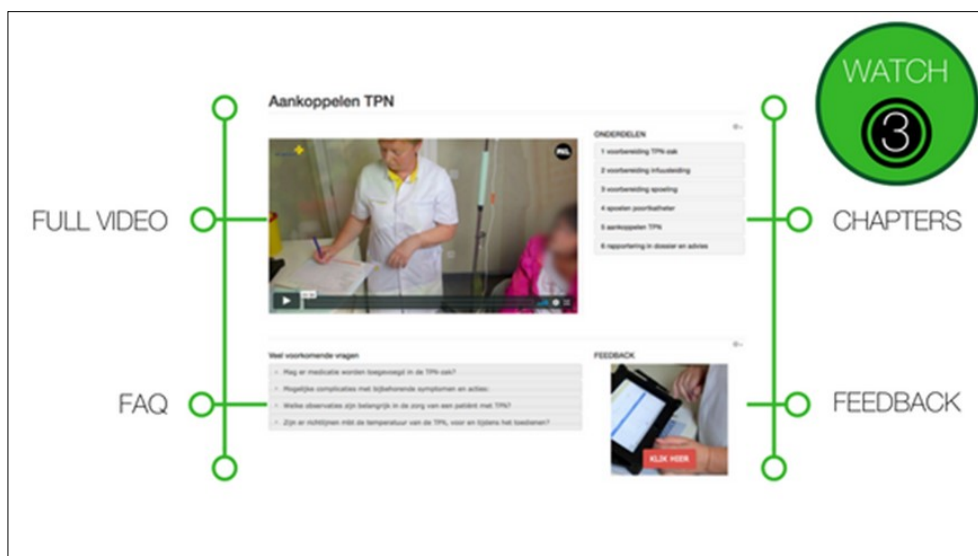 WATCH
3
Aankoppelen TPN
ONDERDELEN
1 voorbereiding TPN zak
2 voorbereiding infuusleiding
3 voorbereiding spoeling
4 spoelen poortkatheter
5 aankoppelen TPN
6 rapportering in dossier en advies
FULL VIDEO
CHAPTERS
Veel voorkomende vragen
Mag er medicatie worden toegevoegd in de TPN-zak?
Mogelijke complicaties met bijbehorende symptomen en acties:
Welke observaties zijn belangrijk in de zorg van een patiënt met TPN?
Zijn er richtlijnen mbt de temperatuur van de TPN, voor en tijdens het toedienen?
FEEDBACK
KLIK HIER
FAQ
FEEDBACK